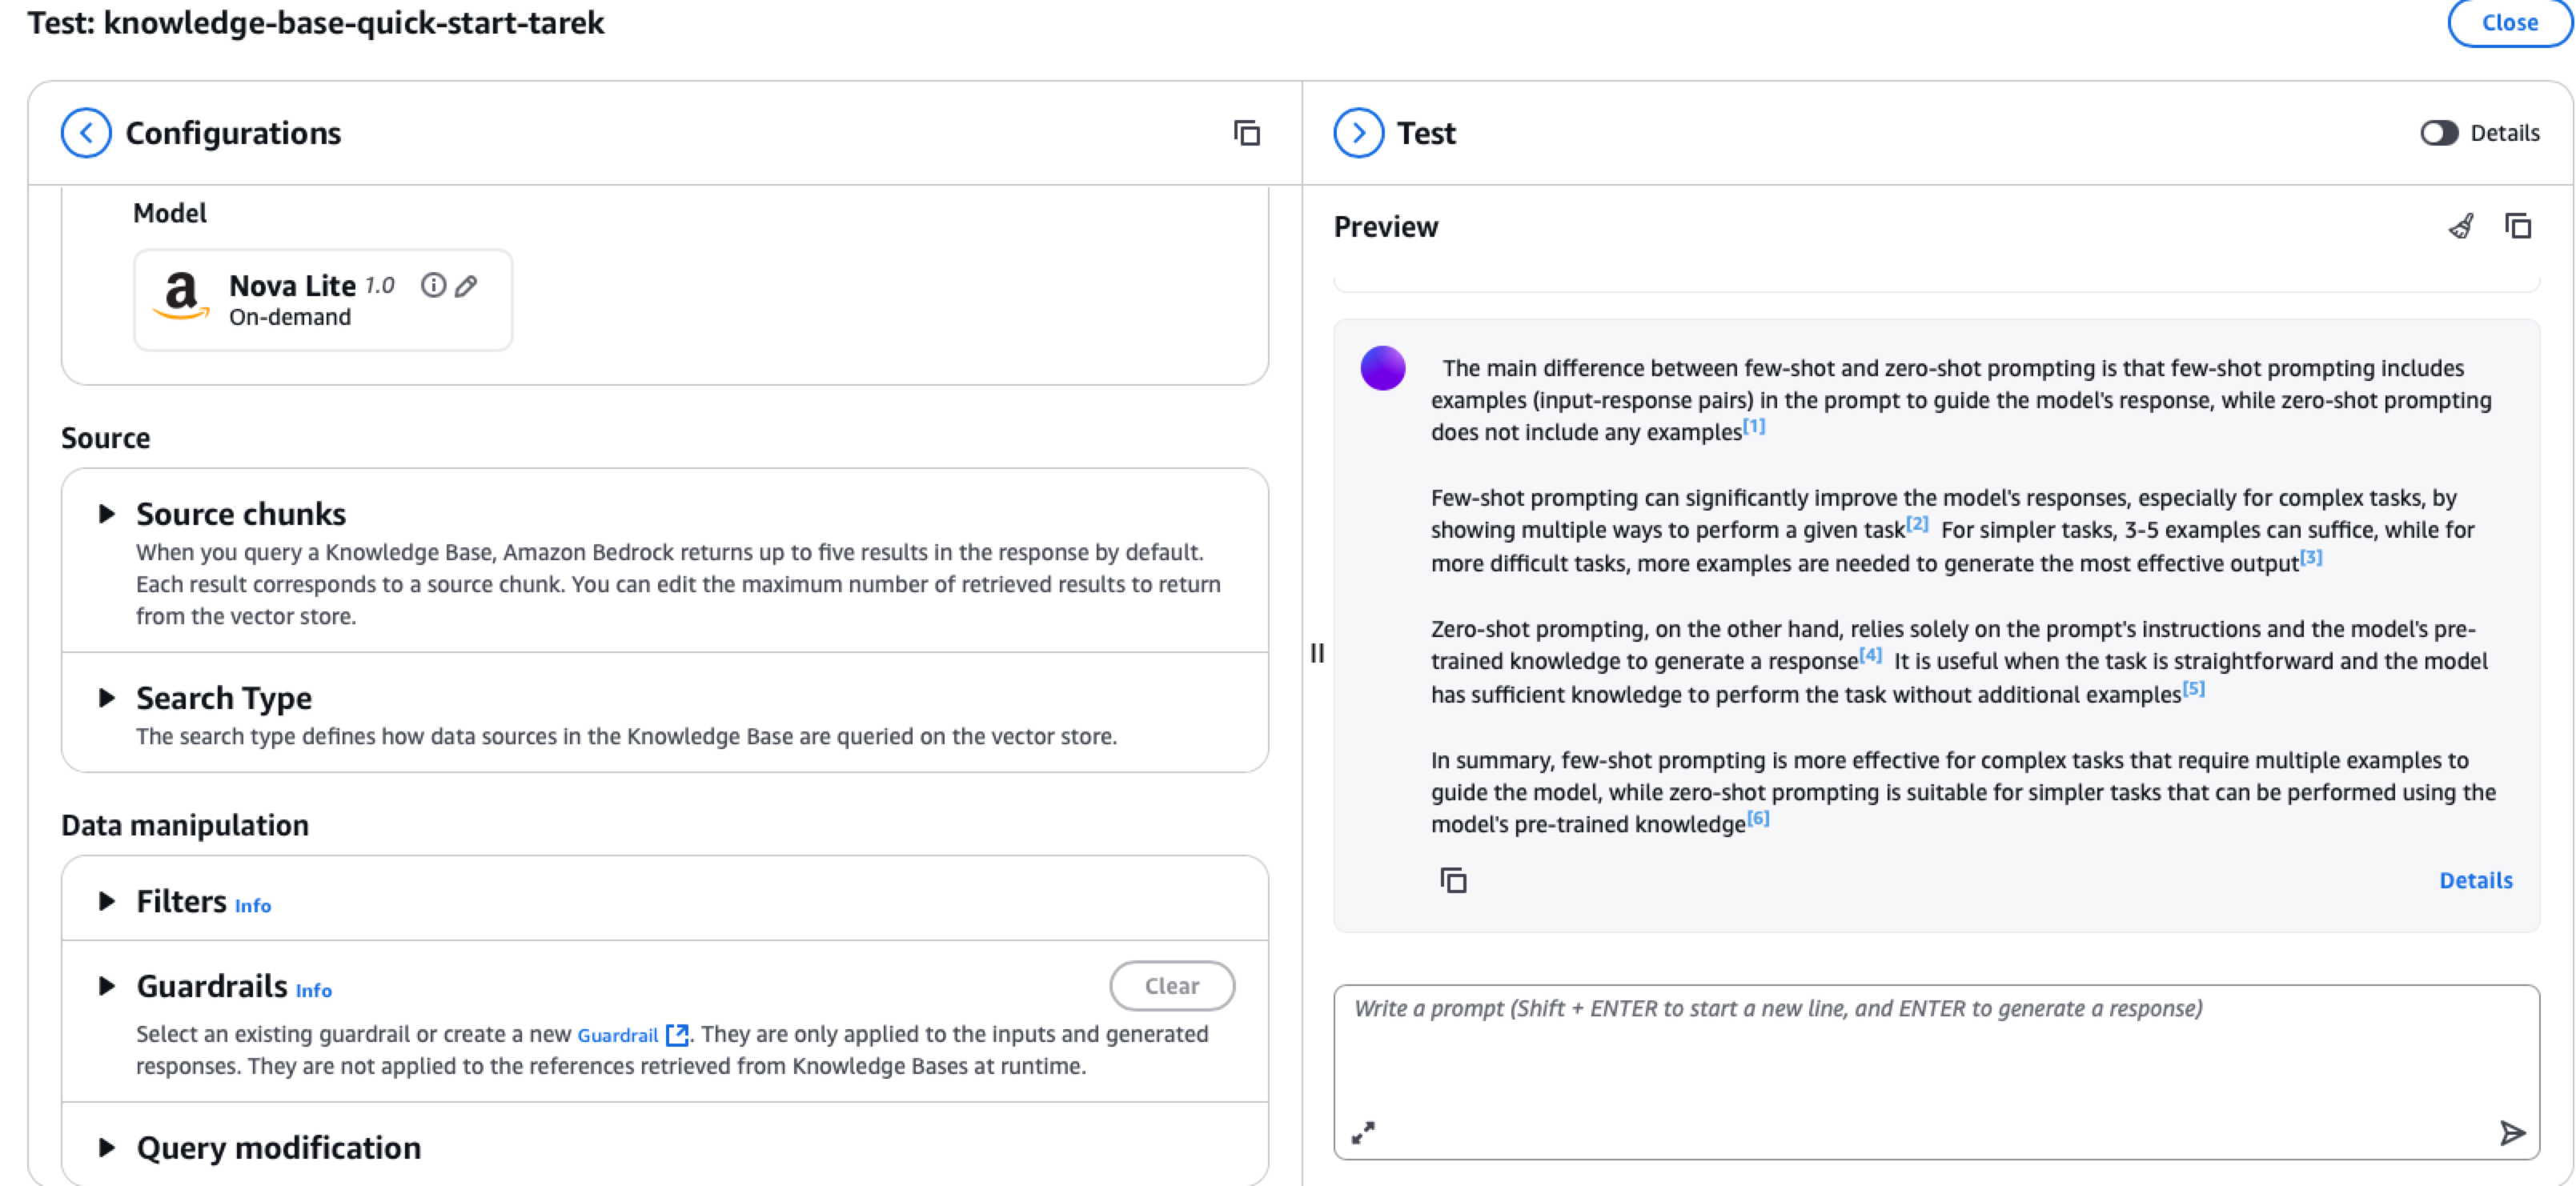 Test: knowledge-base-quick-start-tarek
Close
Configurations
Model
a
Nova Lite 1.0
On-demand
Source
Source chunks
When you query a Knowledge Base, Amazon Bedrock returns up to five results in the response by default.
Each result corresponds to a source chunk. You can edit the maximum number of retrieved results to return
from the vector store.
Search Type
The search type defines how data sources in the Knowledge Base are queried on the vector store.
Data manipulation
Filters Info
Guardrails Info
Clear
Select an existing guardrail or create a new Guardrail. They are only applied to the inputs and generated
responses. They are not applied to the references retrieved from Knowledge Bases at runtime.
Query modification
Test
Details
Preview
The main difference between few-shot and zero-shot prompting is that few-shot prompting includes
examples (input-response pairs) in the prompt to guide the model's response, while zero-shot prompting
does not include any examples[1]
Few-shot prompting can significantly improve the model's responses, especially for complex tasks, by
showing multiple ways to perform a given task[2] For simpler tasks, 3-5 examples can suffice, while for
more difficult tasks, more examples are needed to generate the most effective output[3]
Zero-shot prompting, on the other hand, relies solely on the prompt's instructions and the model's pre-
trained knowledge to generate a response[4] It is useful when the task is straightforward and the model
has sufficient knowledge to perform the task without additional examples[5]
In summary, few-shot prompting is more effective for complex tasks that require multiple examples to
guide the model, while zero-shot prompting is suitable for simpler tasks that can be performed using the
model's pre-trained knowledge[6]
Details
Write a prompt (Shift + ENTER to start a new line, and ENTER to generate a response)